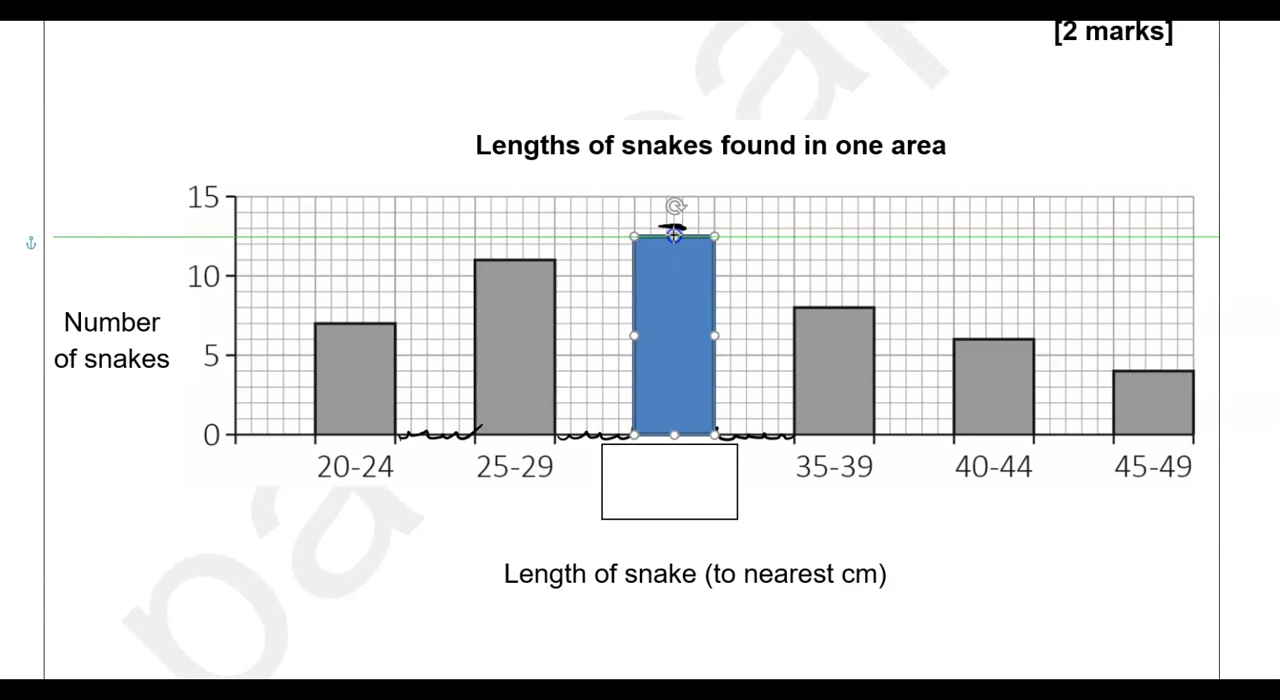 [2 marks]
Lengths of snakes found in one area
15
10
5
0
Number
of snakes
20-24 25-29 35-39 40-44 45-49
Length of snake (to nearest cm)